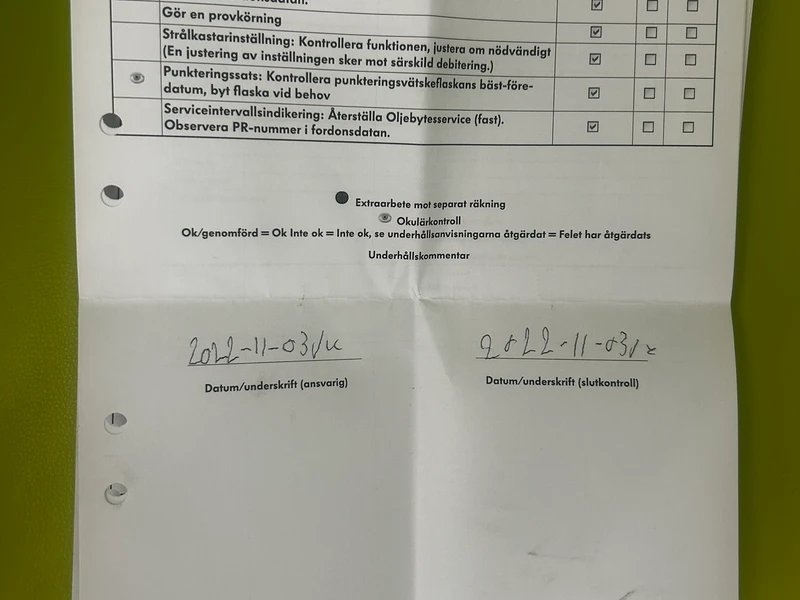 Gör en provkörning
Strålkastarinställning: Kontrollera funktionen, justera om nödvändigt
(En justering av inställningen sker mot särskild debitering.)
Punkteringssats: Kontrollera punkteringsvätskeflaskans bäst-före-
datum, byt flaska vid behov
Serviceintervallsindikering: Återställa Oljebytesservice (fast).
Observera PR-nummer i fordonsdatan.
Extraarbete mot separat räkning
Okulärkontroll
Ok/genomförd = Ok Inte ok = Inte ok, se underhållsanvisningarna åtgärdat = Felet har åtgärdats
Underhållskommentar
2022-11-03 2022-11-03
Datum/underskrift (ansvarig) Datum/underskrift (slutkontroll)